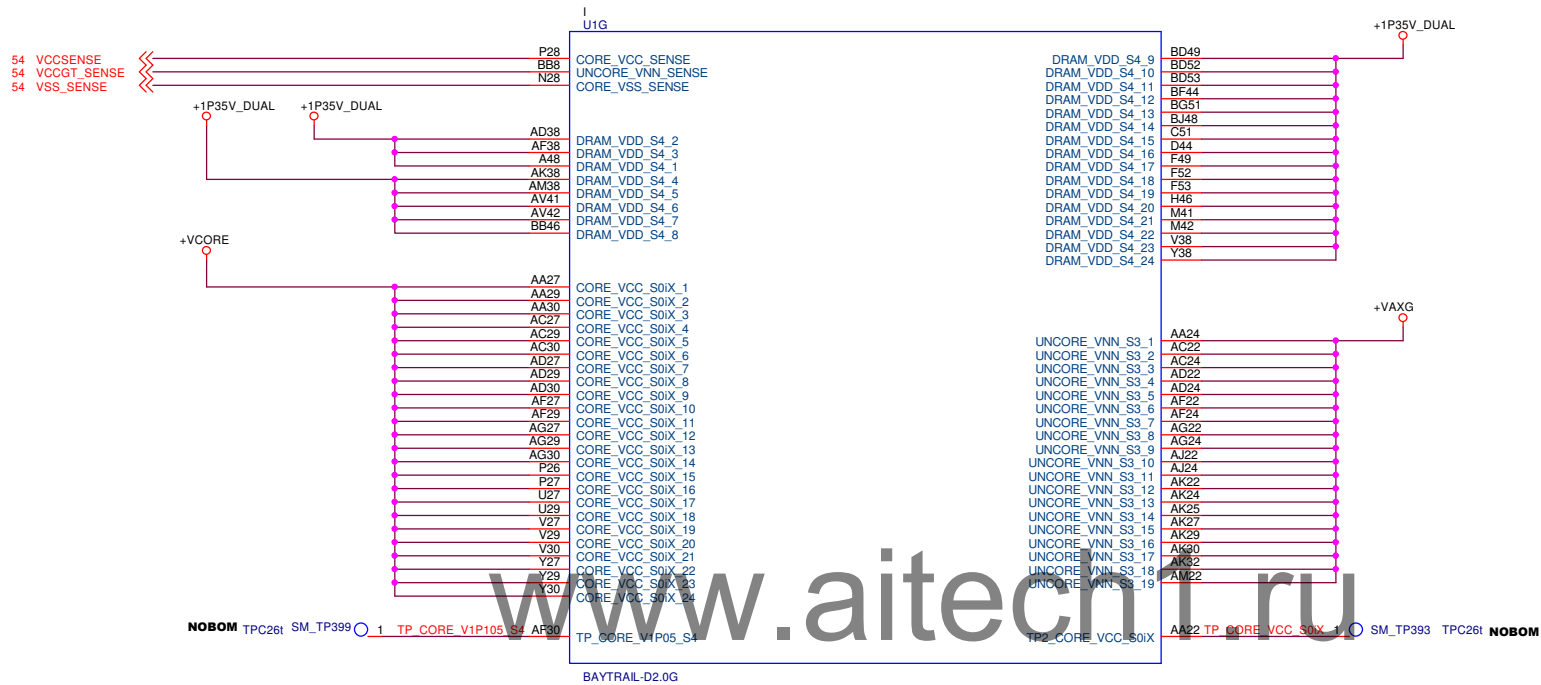 I
U1G
54 VCCSENSE P28 CORE_VCC_SENSE
54 VCCGT_SENSE BB8 UNCORE_VNN_SENSE
54 VSS_SENSE N28 CORE_VSS_SENSE
+1P35V_DUAL +1P35V_DUAL
AD38 DRAM_VDD_S4_2
AF38 DRAM_VDD_S4_3
A48 DRAM_VDD_S4_1
AK38 DRAM_VDD_S4_4
AM38 DRAM_VDD_S4_5
AV41 DRAM_VDD_S4_6
AV42 DRAM_VDD_S4_7
BB46 DRAM_VDD_S4_8
+VCORE
AA27 CORE_VCC_S0iX_1
AA29 CORE_VCC_S0iX_2
AA30 CORE_VCC_S0iX_3
AC27 CORE_VCC_S0iX_4
AC29 CORE_VCC_S0iX_5
AC30 CORE_VCC_S0iX_6
AD27 CORE_VCC_S0iX_7
AD29 CORE_VCC_S0iX_8
AD30 CORE_VCC_S0iX_9
AF27 CORE_VCC_S0iX_10
AF29 CORE_VCC_S0iX_11
AG27 CORE_VCC_S0iX_12
AG29 CORE_VCC_S0iX_13
AG30 CORE_VCC_S0iX_14
P26 CORE_VCC_S0iX_15
P27 CORE_VCC_S0iX_16
U27 CORE_VCC_S0iX_17
U29 CORE_VCC_S0iX_18
V27 CORE_VCC_S0iX_19
V29 CORE_VCC_S0iX_20
V30 CORE_VCC_S0iX_21
Y27 CORE_VCC_S0iX_22
Y29 CORE_VCC_S0iX_23
Y30 CORE_VCC_S0iX_24
NOBOM TPC26t SM_TP399 1 TP_CORE_V1P105_S4 AF30 TP_CORE_V1P05_S4
+1P35V_DUAL
DRAM_VDD_S4_9 BD49
DRAM_VDD_S4_10 BD52
DRAM_VDD_S4_11 BD53
DRAM_VDD_S4_12 BF44
DRAM_VDD_S4_13 BG51
DRAM_VDD_S4_14 BJ48
DRAM_VDD_S4_15 C51
DRAM_VDD_S4_16 D44
DRAM_VDD_S4_17 F49
DRAM_VDD_S4_18 F52
DRAM_VDD_S4_19 F53
DRAM_VDD_S4_20 H46
DRAM_VDD_S4_21 M41
DRAM_VDD_S4_22 M42
DRAM_VDD_S4_23 V38
DRAM_VDD_S4_24 Y38
+VAXG
UNCORE_VNN_S3_1 AA24
UNCORE_VNN_S3_2 AC22
UNCORE_VNN_S3_3 AC24
UNCORE_VNN_S3_4 AD22
UNCORE_VNN_S3_5 AD24
UNCORE_VNN_S3_6 AF22
UNCORE_VNN_S3_7 AF24
UNCORE_VNN_S3_8 AG22
UNCORE_VNN_S3_9 AG24
UNCORE_VNN_S3_10 AJ22
UNCORE_VNN_S3_11 AJ24
UNCORE_VNN_S3_12 AK22
UNCORE_VNN_S3_13 AK24
UNCORE_VNN_S3_14 AK25
UNCORE_VNN_S3_15 AK27
UNCORE_VNN_S3_16 AK29
UNCORE_VNN_S3_17 AK30
UNCORE_VNN_S3_18 AK32
UNCORE_VNN_S3_19 AM22
TP2_CORE_VCC_S0iX AA22 TP_CORE_VCC_S0iX 1 SM_TP393 TPC26t NOBOM
BAYTRAIL-D2.0G
www.aitech1.ru